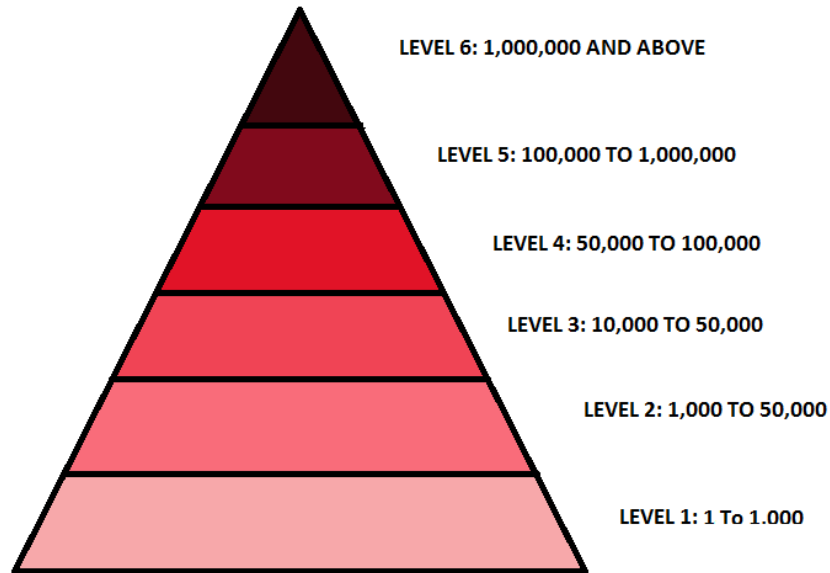 LEVEL 6: 1,000,000 AND ABOVE
LEVEL 5: 100,000 TO 1,000,000
LEVEL 4: 50,000 TO 100,000
LEVEL 3: 10,000 TO 50,000
LEVEL 2: 1,000 TO 50,000
LEVEL 1: 1 To 1.000